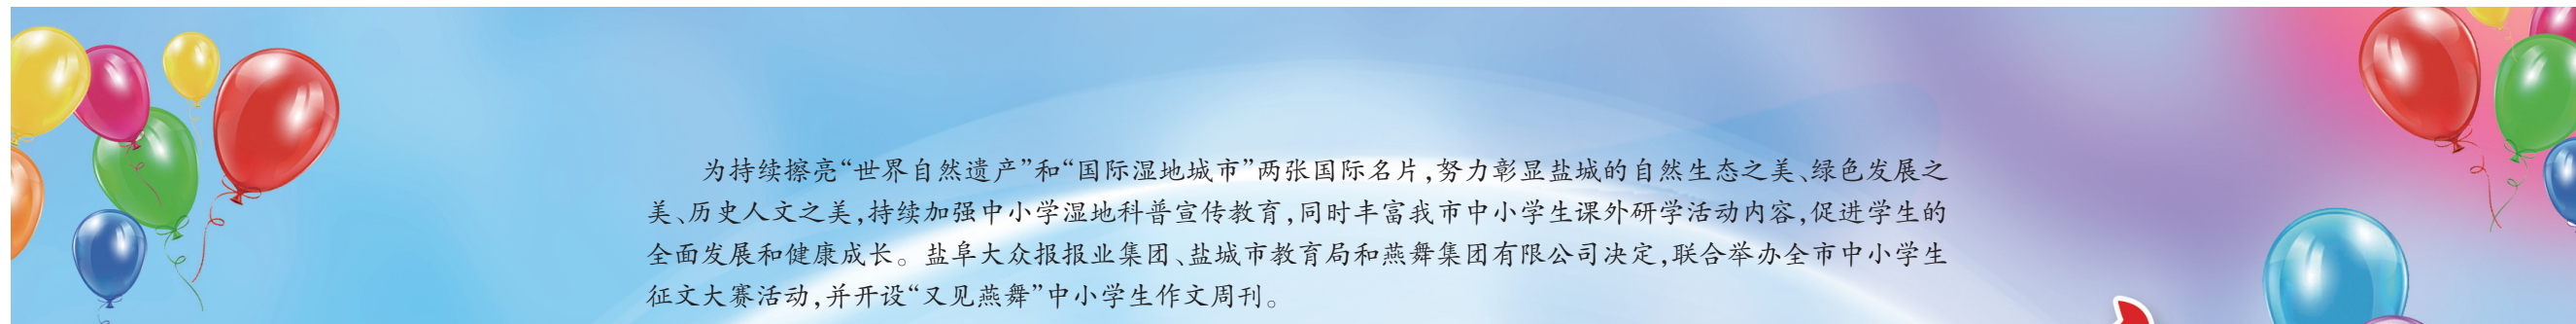 为持续擦亮“世界自然遗产”和“国际湿地城市”两张国际名片,努力彰显盐城的自然生态之美、绿色发展之
美、历史人文之美,持续加强中小学湿地科普宣传教育,同时丰富我市中小学生课外研学活动内容,促进学生的
全面发展和健康成长。盐阜大众报报业集团、盐城市教育局和燕舞集团有限公司决定,联合举办全市中小学生
征文大赛活动,并开设“又见燕舞”中小学生作文周刊。